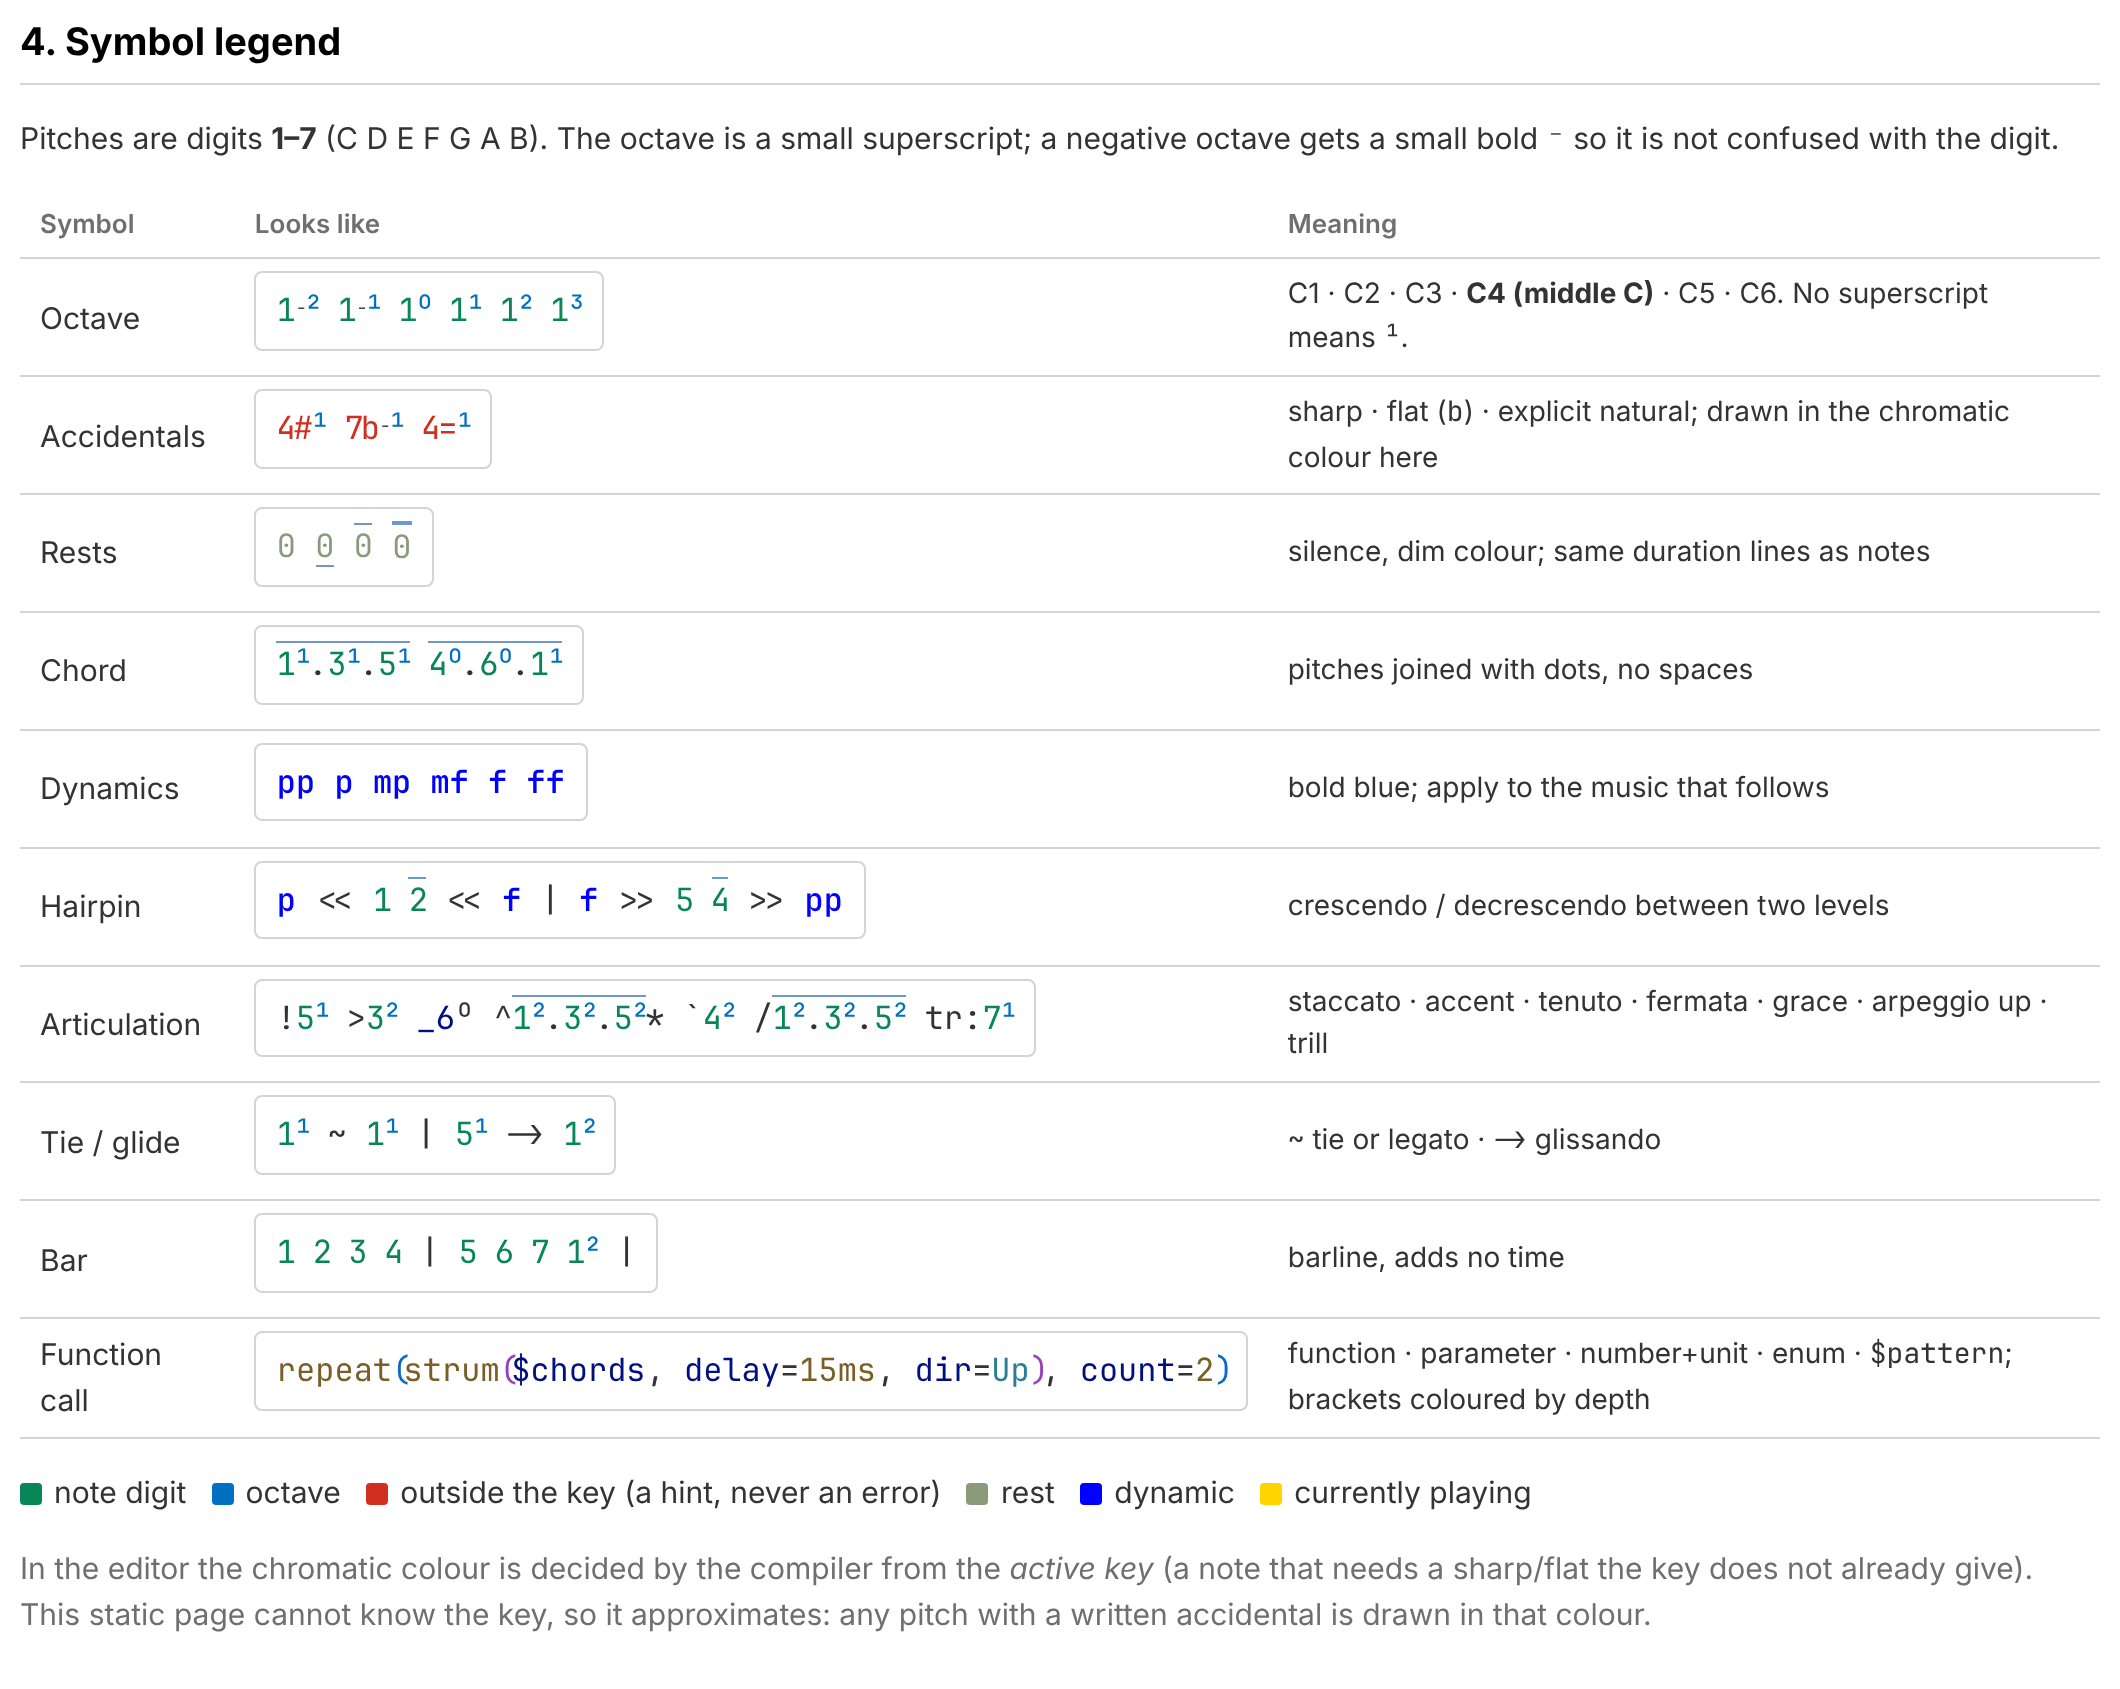 4. Symbol legend
Pitches are digits 1–7 (C D E F G A B). The octave is a small superscript; a negative octave gets a small bold ⁻ so it is not confused with the digit.
Symbol Looks like Meaning
Octave 1⁻² 1⁻¹ 1⁰ 1¹ 1² 1³ C1 · C2 · C3 · C4 (middle C) · C5 · C6. No superscript
means ¹.
Accidentals 4#¹ 7b⁻¹ 4=¹ sharp · flat (b) · explicit natural; drawn in the chromatic
colour here
Rests 0 0 0 0 silence, dim colour; same duration lines as notes
Chord 1¹.3¹.5¹ 4⁰.6⁰.1¹ pitches joined with dots, no spaces
Dynamics pp p mp mf f ff bold blue; apply to the music that follows
Hairpin p << 1 2 << f | f >> 5 4 >> pp crescendo / decrescendo between two levels
Articulation !5¹ >3² _6⁰ ^1².3².5²* `4² /1².3².5² tr:7¹ staccato · accent · tenuto · fermata · grace · arpeggio up ·
trill
Tie / glide 1¹ ~ 1¹ | 5¹ → 1² ~ tie or legato · → glissando
Bar 1 2 3 4 | 5 6 7 1² | barline, adds no time
Function
call repeat(strum($chords, delay=15ms, dir=Up), count=2) function · parameter · number+unit · enum · $pattern;
brackets coloured by depth
note digit octave outside the key (a hint, never an error) rest dynamic currently playing
In the editor the chromatic colour is decided by the compiler from the active key (a note that needs a sharp/flat the key does not already give).
This static page cannot know the key, so it approximates: any pitch with a written accidental is drawn in that colour.